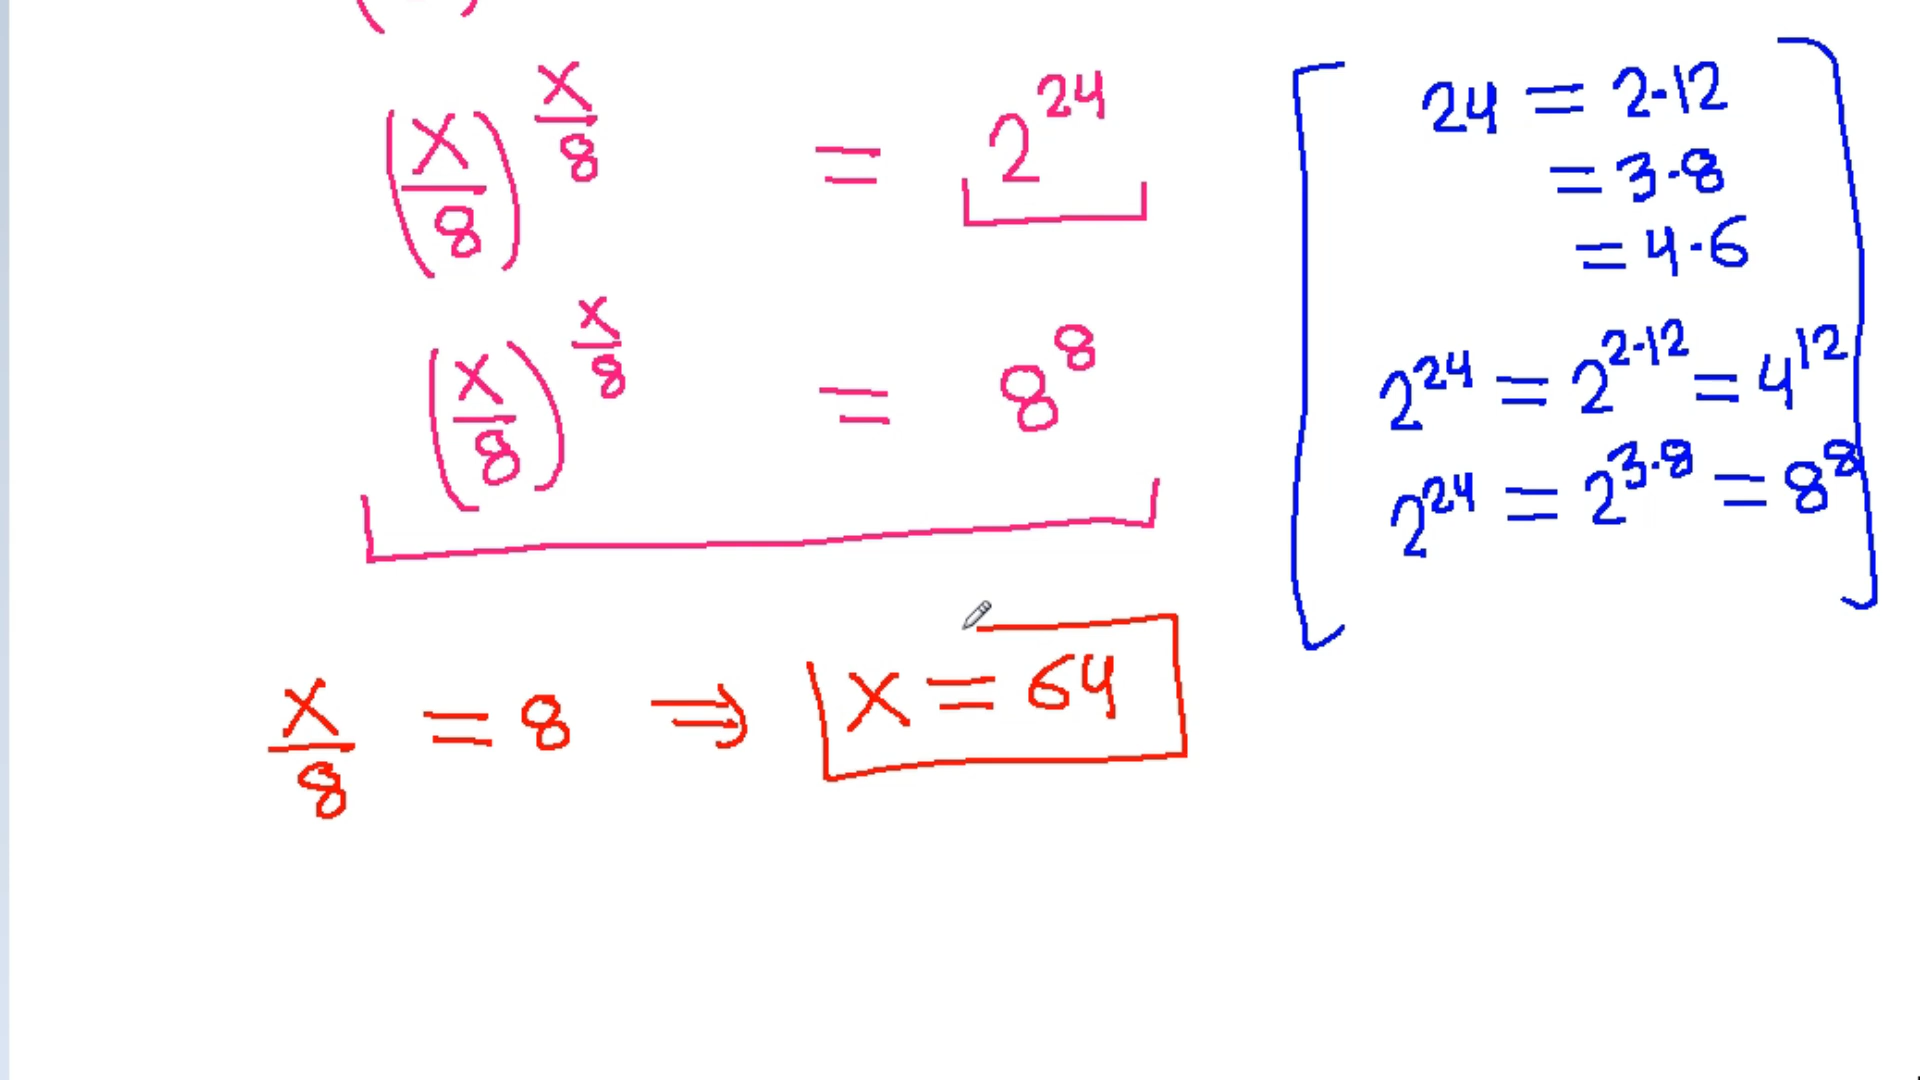 (x/8)^(x/8) = 2^24
(x/8)^(x/8) = 8^8
x/8 = 8 ⇒ x = 64
24 = 2·12
= 3·8
= 4·6
2^24 = 2^(2·12) = 4^12
2^24 = 2^(3·8) = 8^8